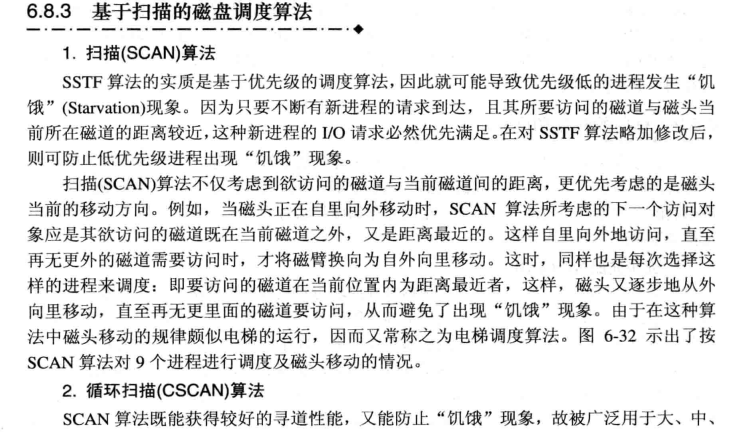 6.8.3 基于扫描的磁盘调度算法
1. 扫描(SCAN)算法
SSTF 算法的实质是基于优先级的调度算法，因此就可能导致优先级低的进程发生“饥
饿”(Starvation)现象。因为只要不断有新进程的请求到达，且其所要访问的磁道与磁头当
前所在磁道的距离较近，这种新进程的 I/O 请求必然优先满足。在对 SSTF 算法略加修改后，
则可防止低优先级进程出现“饥饿”现象。
扫描(SCAN)算法不仅考虑到欲访问的磁道与当前磁道间的距离，更优先考虑的是磁头
当前的移动方向。例如，当磁头正在自里向外移动时，SCAN 算法所考虑的下一个访问对
象应是其欲访问的磁道既在当前磁道之外，又是距离最近的。这样自里向外地访问，直至
再无更外的磁道需要访问时，才将磁臂换向为自外向里移动。这时，同样也是每次选择这
样的进程来调度：即要访问的磁道在当前位置内为距离最近者，这样，磁头又逐步地从外
向里移动，直至再无更里面的磁道要访问，从而避免了出现“饥饿”现象。由于在这种算
法中磁头移动的规律颇似电梯的运行，因而又常称之为电梯调度算法。图 6-32 示出了按
SCAN 算法对 9 个进程进行调度及磁头移动的情况。
2. 循环扫描(CSCAN)算法
SCAN 算法既能获得较好的寻道性能，又能防止“饥饿”现象，故被广泛用于大、中、